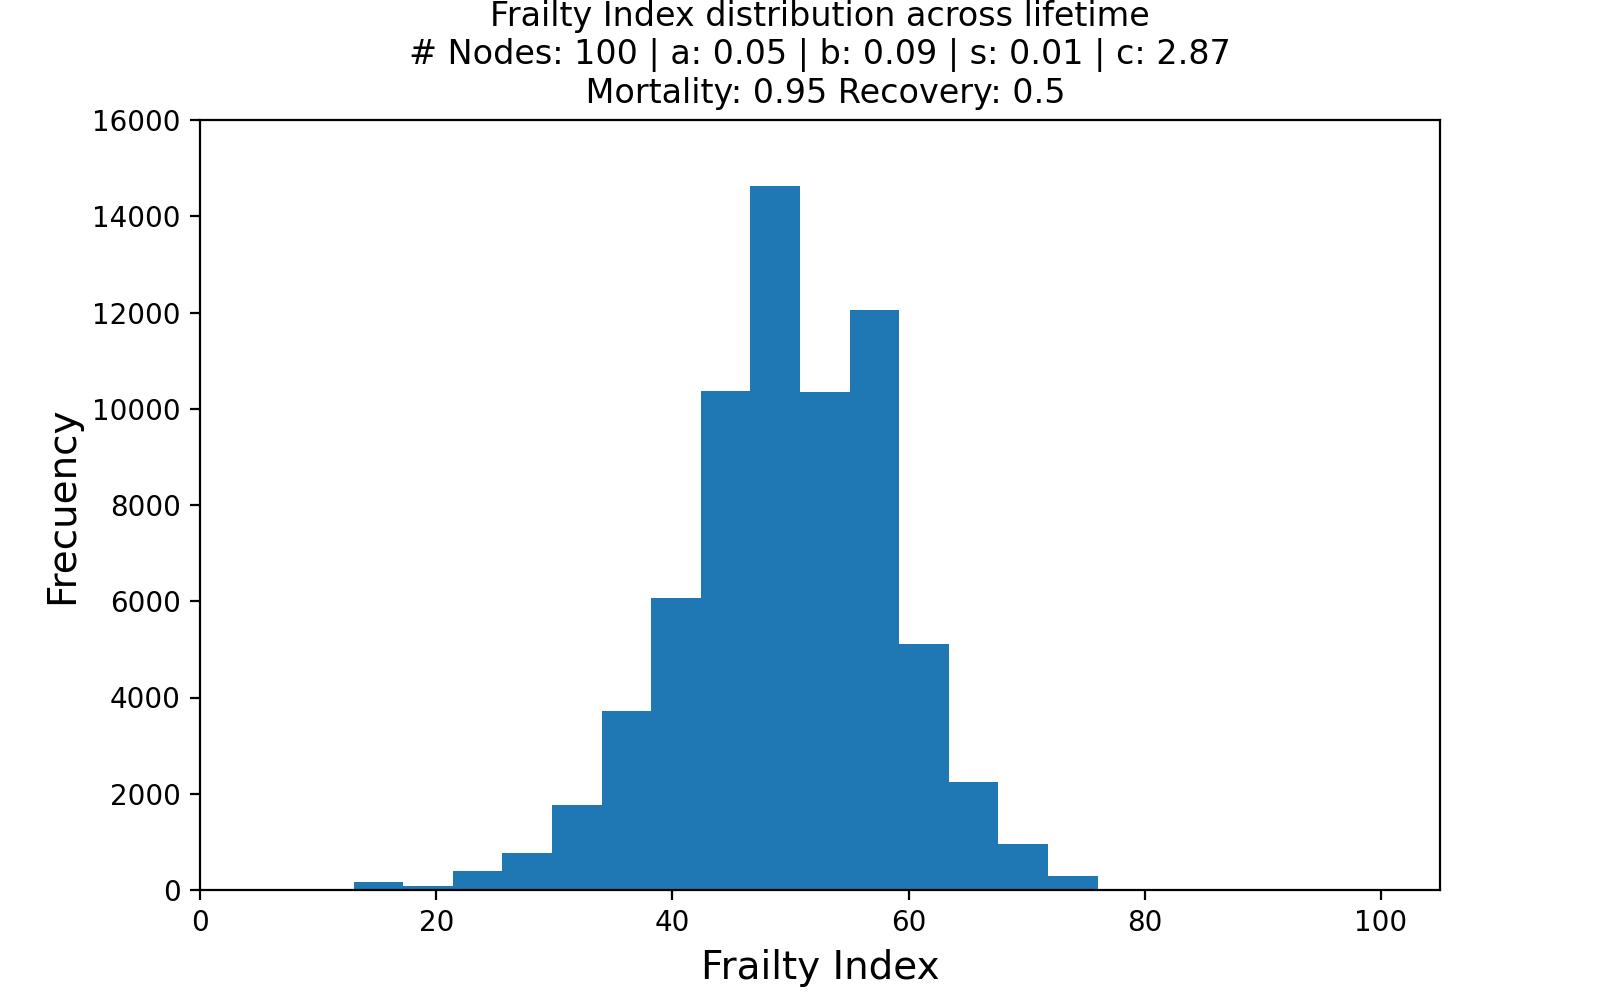 Frailty Index distribution across lifetime
# Nodes: 100 | a: 0.05 | b: 0.09 | s: 0.01 | c: 2.87
Mortality: 0.95 Recovery: 0.5
16000
14000
12000
10000
8000
6000
4000
2000
0
Frecuency
0 20 40 60 80 100
Frailty Index